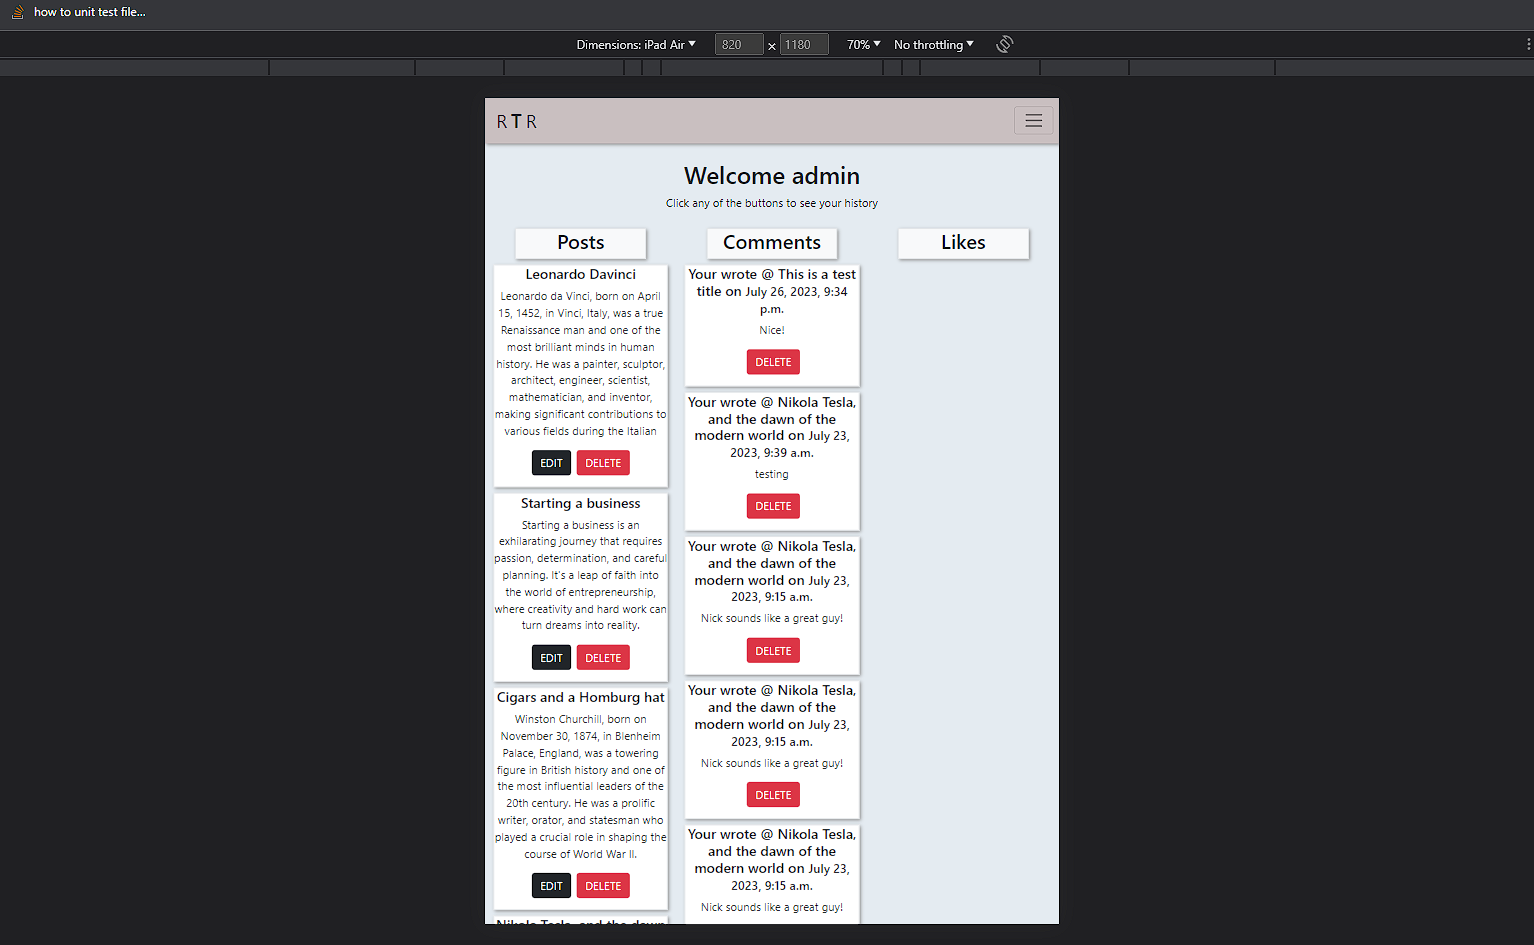 how to unit test file...
Dimensions: iPad Air 820 × 1180 70% No throttling
R T R
Welcome admin
Click any of the buttons to see your history
Posts
Leonardo Davinci
Leonardo da Vinci, born on April
15, 1452, in Vinci, Italy, was a true
Renaissance man and one of the
most brilliant minds in human
history. He was a painter, sculptor,
architect, engineer, scientist,
mathematician, and inventor,
making significant contributions to
various fields during the Italian
EDIT DELETE
Starting a business
Starting a business is an
exhilarating journey that requires
passion, determination, and careful
planning. It's a leap of faith into
the world of entrepreneurship,
where creativity and hard work can
turn dreams into reality.
EDIT DELETE
Cigars and a Homburg hat
Winston Churchill, born on
November 30, 1874, in Blenheim
Palace, England, was a towering
figure in British history and one of
the most influential leaders of the
20th century. He was a prolific
writer, orator, and statesman who
played a crucial role in shaping the
course of World War II.
EDIT DELETE
Nikola Tesla, and the dawn
Comments
Your wrote @ This is a test
title on July 26, 2023, 9:34
p.m.
Nice!
DELETE
Your wrote @ Nikola Tesla,
and the dawn of the
modern world on July 23,
2023, 9:39 a.m.
testing
DELETE
Your wrote @ Nikola Tesla,
and the dawn of the
modern world on July 23,
2023, 9:15 a.m.
Nick sounds like a great guy!
DELETE
Your wrote @ Nikola Tesla,
and the dawn of the
modern world on July 23,
2023, 9:15 a.m.
Nick sounds like a great guy!
DELETE
Your wrote @ Nikola Tesla,
and the dawn of the
modern world on July 23,
2023, 9:15 a.m.
Nick sounds like a great guy!
Likes